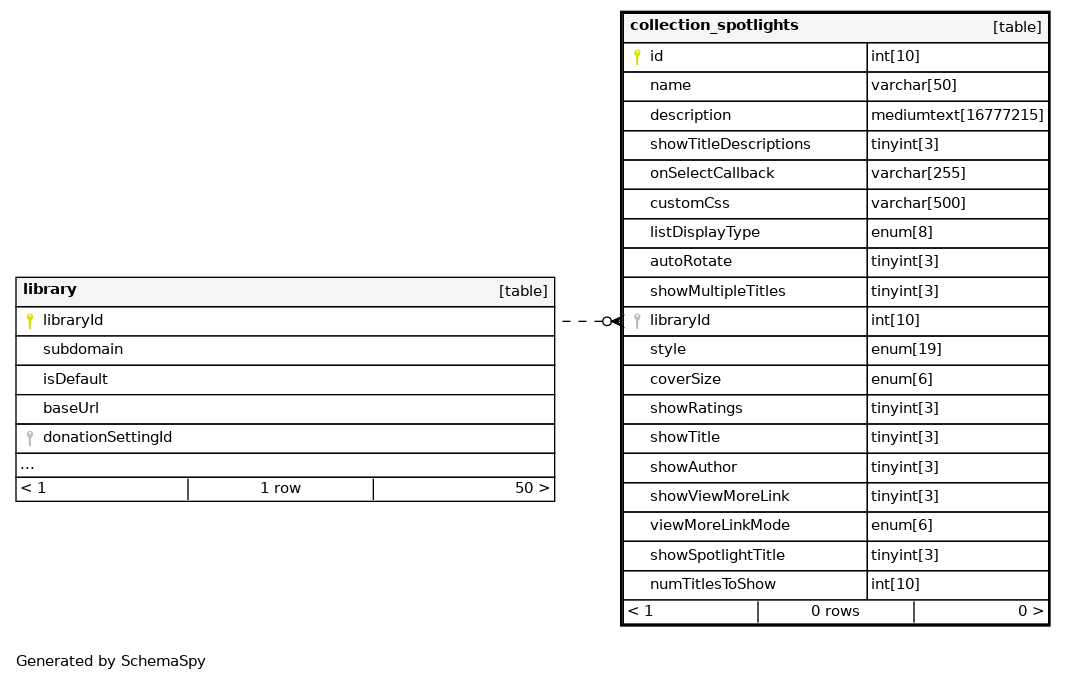 library [table]
libraryId
subdomain
isDefault
baseUrl
donationSettingId
...
< 1 1 row 50 >
collection_spotlights [table]
id int[10]
name varchar[50]
description mediumtext[16777215]
showTitleDescriptions tinyint[3]
onSelectCallback varchar[255]
customCss varchar[500]
listDisplayType enum[8]
autoRotate tinyint[3]
showMultipleTitles tinyint[3]
libraryId int[10]
style enum[19]
coverSize enum[6]
showRatings tinyint[3]
showTitle tinyint[3]
showAuthor tinyint[3]
showViewMoreLink tinyint[3]
viewMoreLinkMode enum[6]
showSpotlightTitle tinyint[3]
numTitlesToShow int[10]
< 1 0 rows 0 >
Generated by SchemaSpy